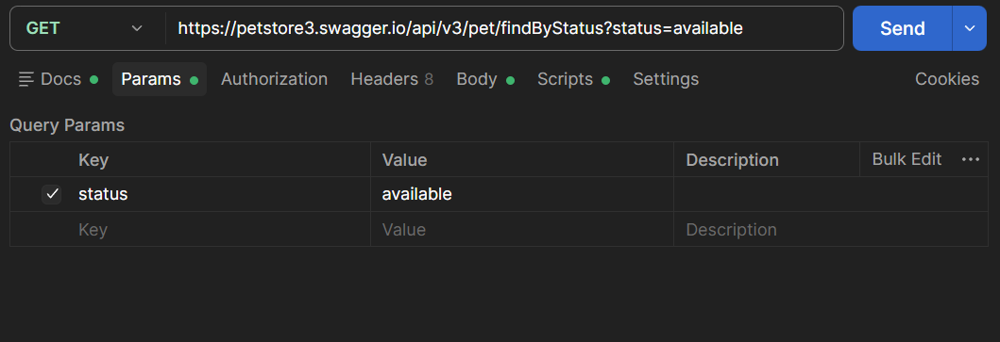 GET https://petstore3.swagger.io/api/v3/pet/findByStatus?status=available Send
Docs Params Authorization Headers 8 Body Scripts Settings Cookies
Query Params
Key Value Description Bulk Edit
status available
Key Value Description